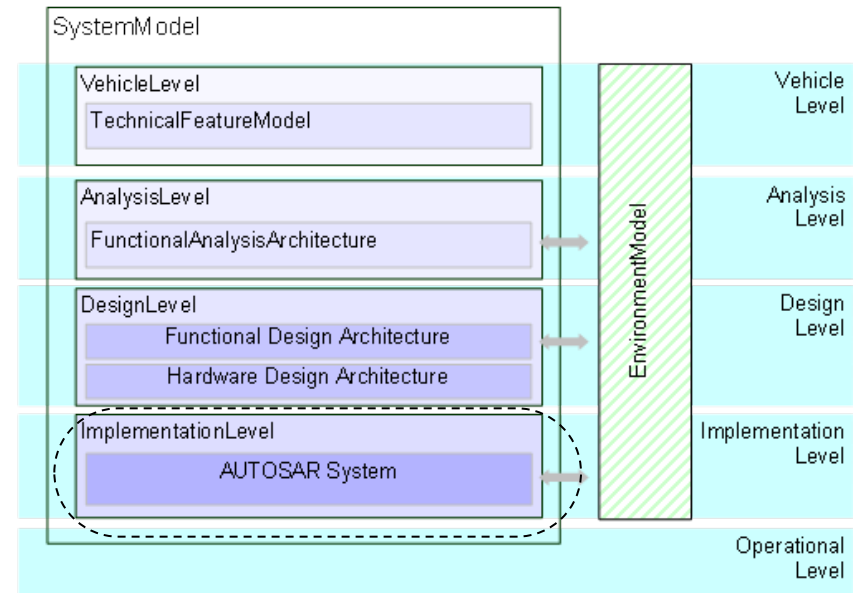 SystemModel
VehicleLevel
TechnicalFeatureModel
Vehicle
Level
AnalysisLevel
FunctionalAnalysisArchitecture
Analysis
Level
EnvironmentModel
DesignLevel
Functional Design Architecture
Hardware Design Architecture
Design
Level
ImplementationLevel
AUTOSAR System
Implementation
Level
Operational
Level